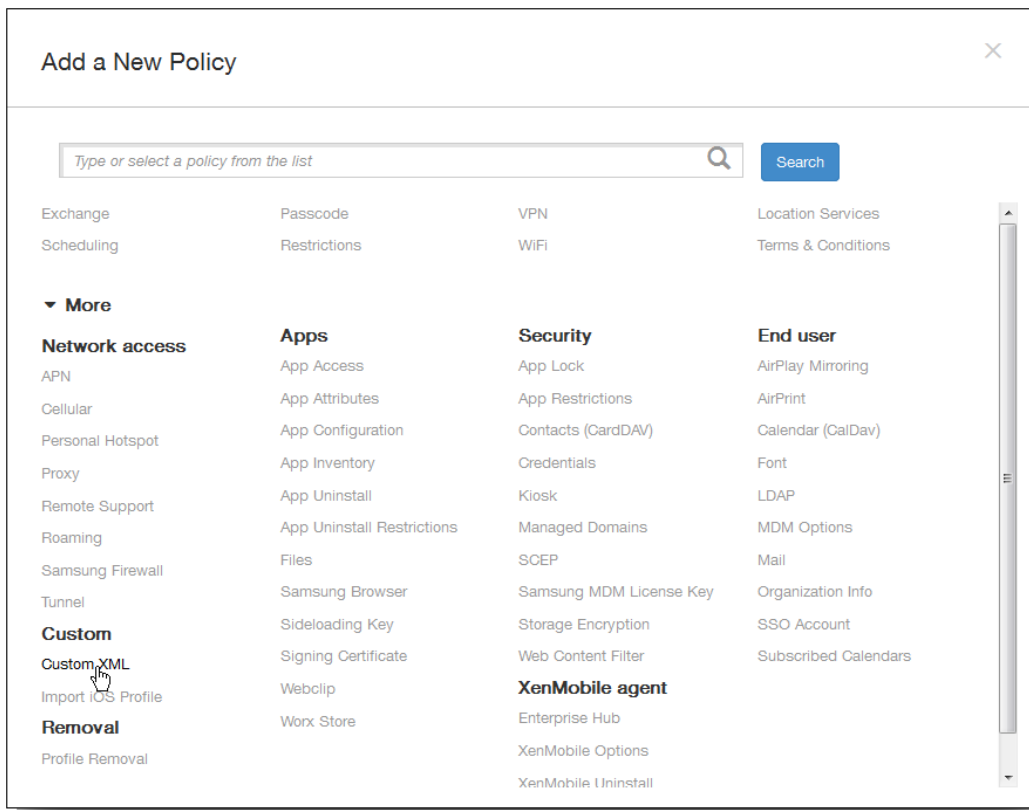 Add a New Policy
Type or select a policy from the list
Search
Exchange
Passcode
VPN
Location Services
Scheduling
Restrictions
WiFi
Terms & Conditions
More
Network access
APN
Cellular
Personal Hotspot
Proxy
Remote Support
Roaming
Samsung Firewall
Tunnel
Custom
Custom XML
Import iOS Profile
Removal
Profile Removal
Apps
App Access
App Attributes
App Configuration
App Inventory
App Uninstall
App Uninstall Restrictions
Files
Samsung Browser
Sideloading Key
Signing Certificate
Webclip
Worx Store
Security
App Lock
App Restrictions
Contacts (CardDAV)
Credentials
Kiosk
Managed Domains
SCEP
Samsung MDM License Key
Storage Encryption
Web Content Filter
XenMobile agent
Enterprise Hub
XenMobile Options
XenMobile Uninstall
End user
AirPlay Mirroring
AirPrint
Calendar (CalDav)
Font
LDAP
MDM Options
Mail
Organization Info
SSO Account
Subscribed Calendars